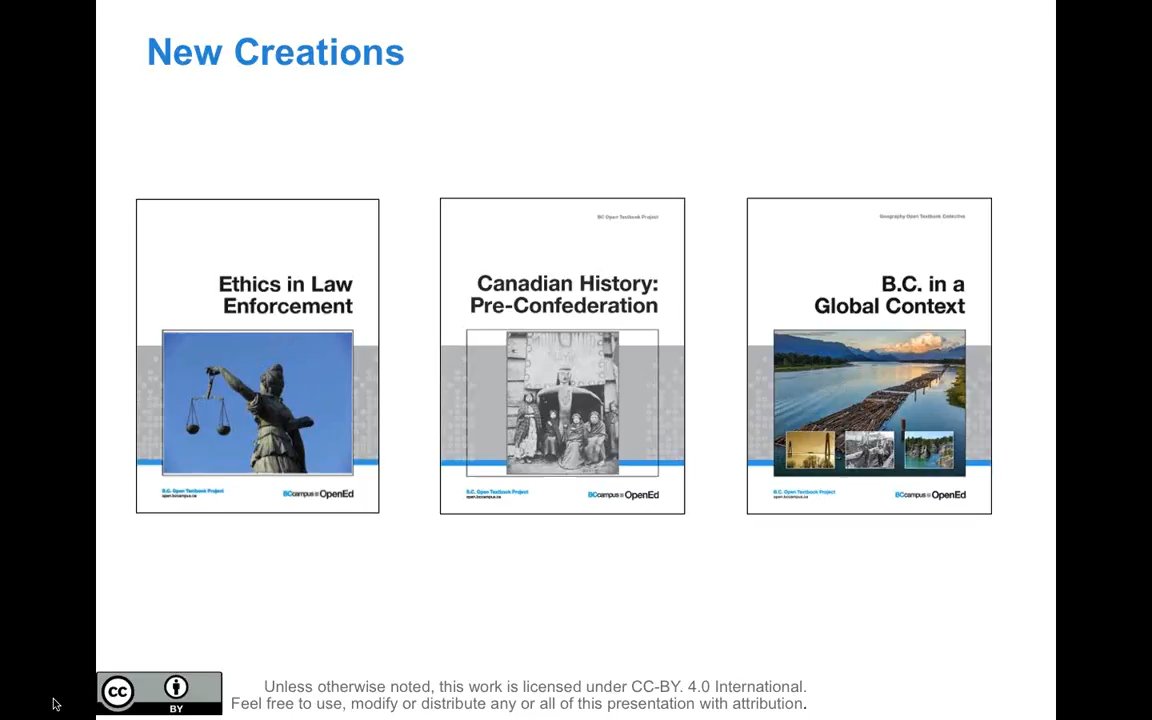 New Creations
Ethics in Law
Enforcement
B.C. Open Textbook Project
open.bccampus.ca
BCcampus OpenEd
BC Open Textbook Project
Canadian History:
Pre-Confederation
B.C. Open Textbook Project
open.bccampus.ca
BCcampus OpenEd
Geography Open Textbook Collective
B.C. in a
Global Context
B.C. Open Textbook Project
open.bccampus.ca
BCcampus OpenEd
cc
BY
Unless otherwise noted, this work is licensed under CC-BY. 4.0 International.
Feel free to use, modify or distribute any or all of this presentation with attribution.